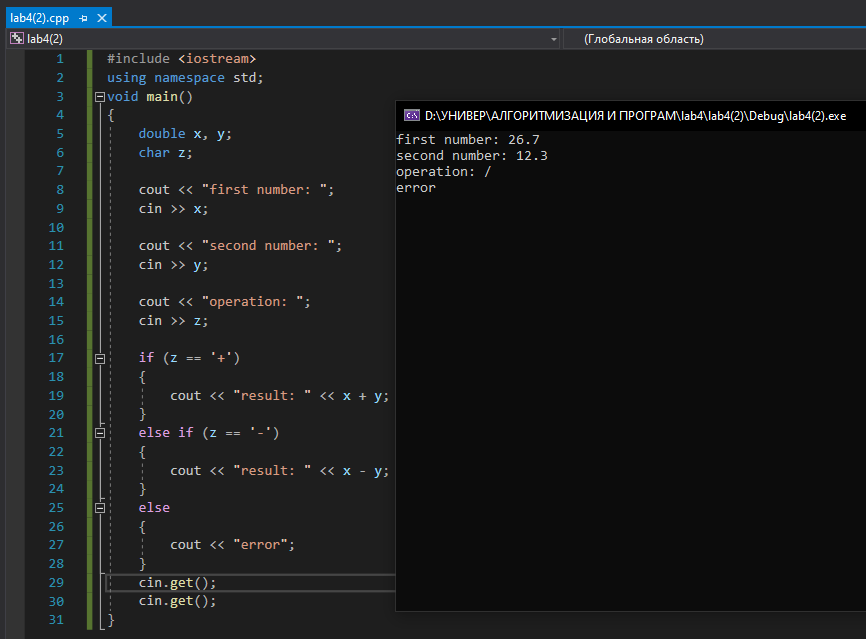 lab4(2).cpp
lab4(2)
(Глобальная область)
1 #include <iostream>
2 using namespace std;
3 void main()
4 {
5 double x, y;
6 char z;
7
8 cout << "first number: ";
9 cin >> x;
10
11 cout << "second number: ";
12 cin >> y;
13
14 cout << "operation: ";
15 cin >> z;
16
17 if (z == '+')
18 {
19 cout << "result: " << x + y;
20 }
21 else if (z == '-')
22 {
23 cout << "result: " << x - y;
24 }
25 else
26 {
27 cout << "error";
28 }
29 cin.get();
30 cin.get();
31 }
D:\УНИВЕР\АЛГОРИТМИЗАЦИЯ И ПРОГРАМ\lab4\lab4(2)\Debug\lab4(2).exe
first number: 26.7
second number: 12.3
operation: /
error